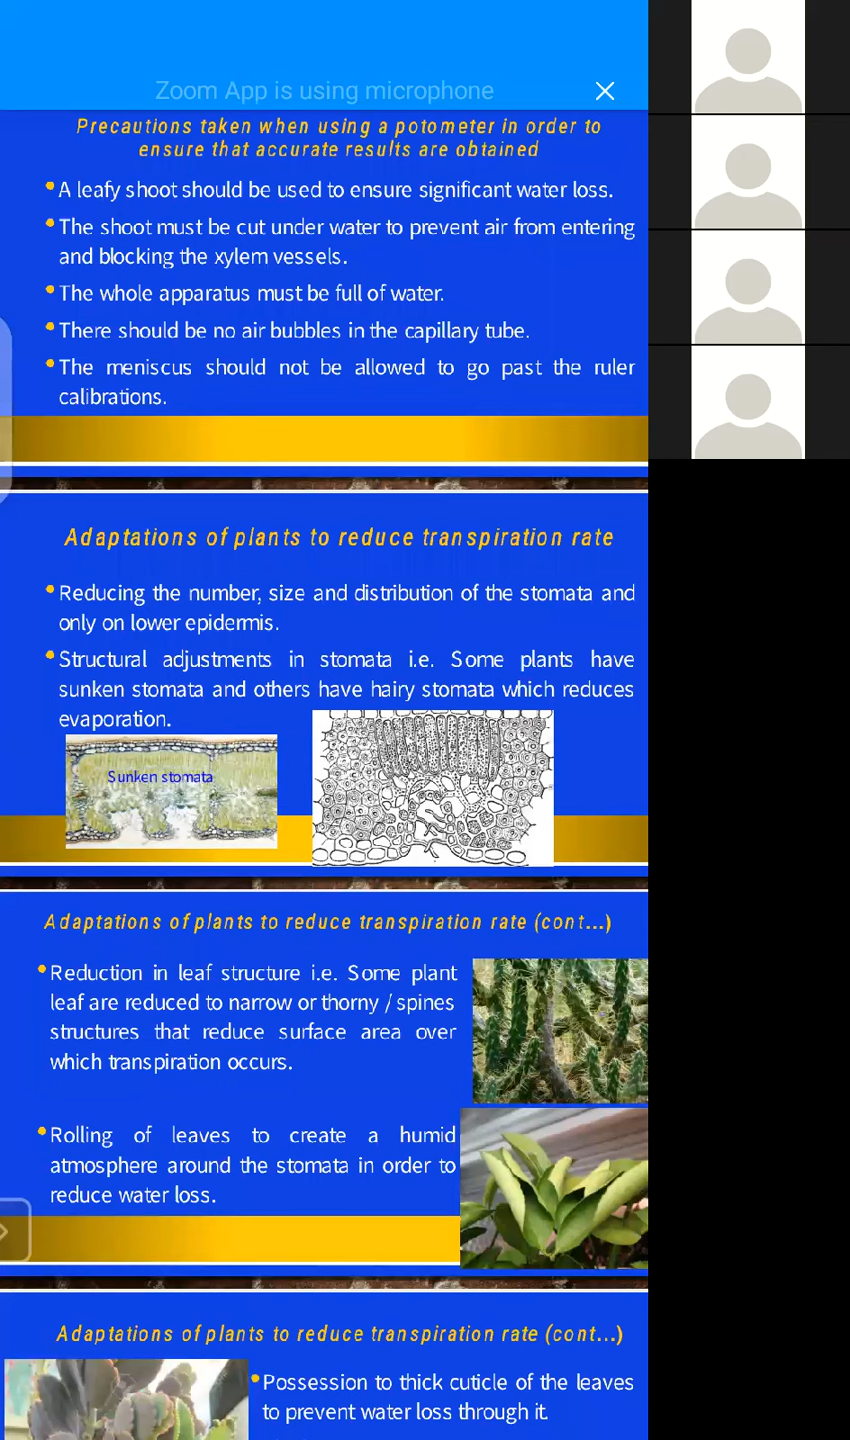 Zoom App is using microphone
Precautions taken when using a potometer in order to
ensure that accurate results are obtained
• A leafy shoot should be used to ensure significant water loss.
• The shoot must be cut under water to prevent air from entering
and blocking the xylem vessels.
• The whole apparatus must be full of water.
• There should be no air bubbles in the capillary tube.
• The meniscus should not be allowed to go past the ruler
calibrations.
Adaptations of plants to reduce transpiration rate
• Reducing the number, size and distribution of the stomata and
only on lower epidermis.
• Structural adjustments in stomata i.e. Some plants have
sunken stomata and others have hairy stomata which reduces
evaporation.
Sunken stomata
Adaptations of plants to reduce transpiration rate (cont...)
• Reduction in leaf structure i.e. Some plant
leaf are reduced to narrow or thorny / spines
structures that reduce surface area over
which transpiration occurs.
• Rolling of leaves to create a humid
atmosphere around the stomata in order to
reduce water loss.
Adaptations of plants to reduce transpiration rate (cont...)
• Possession to thick cuticle of the leaves
to prevent water loss through it.